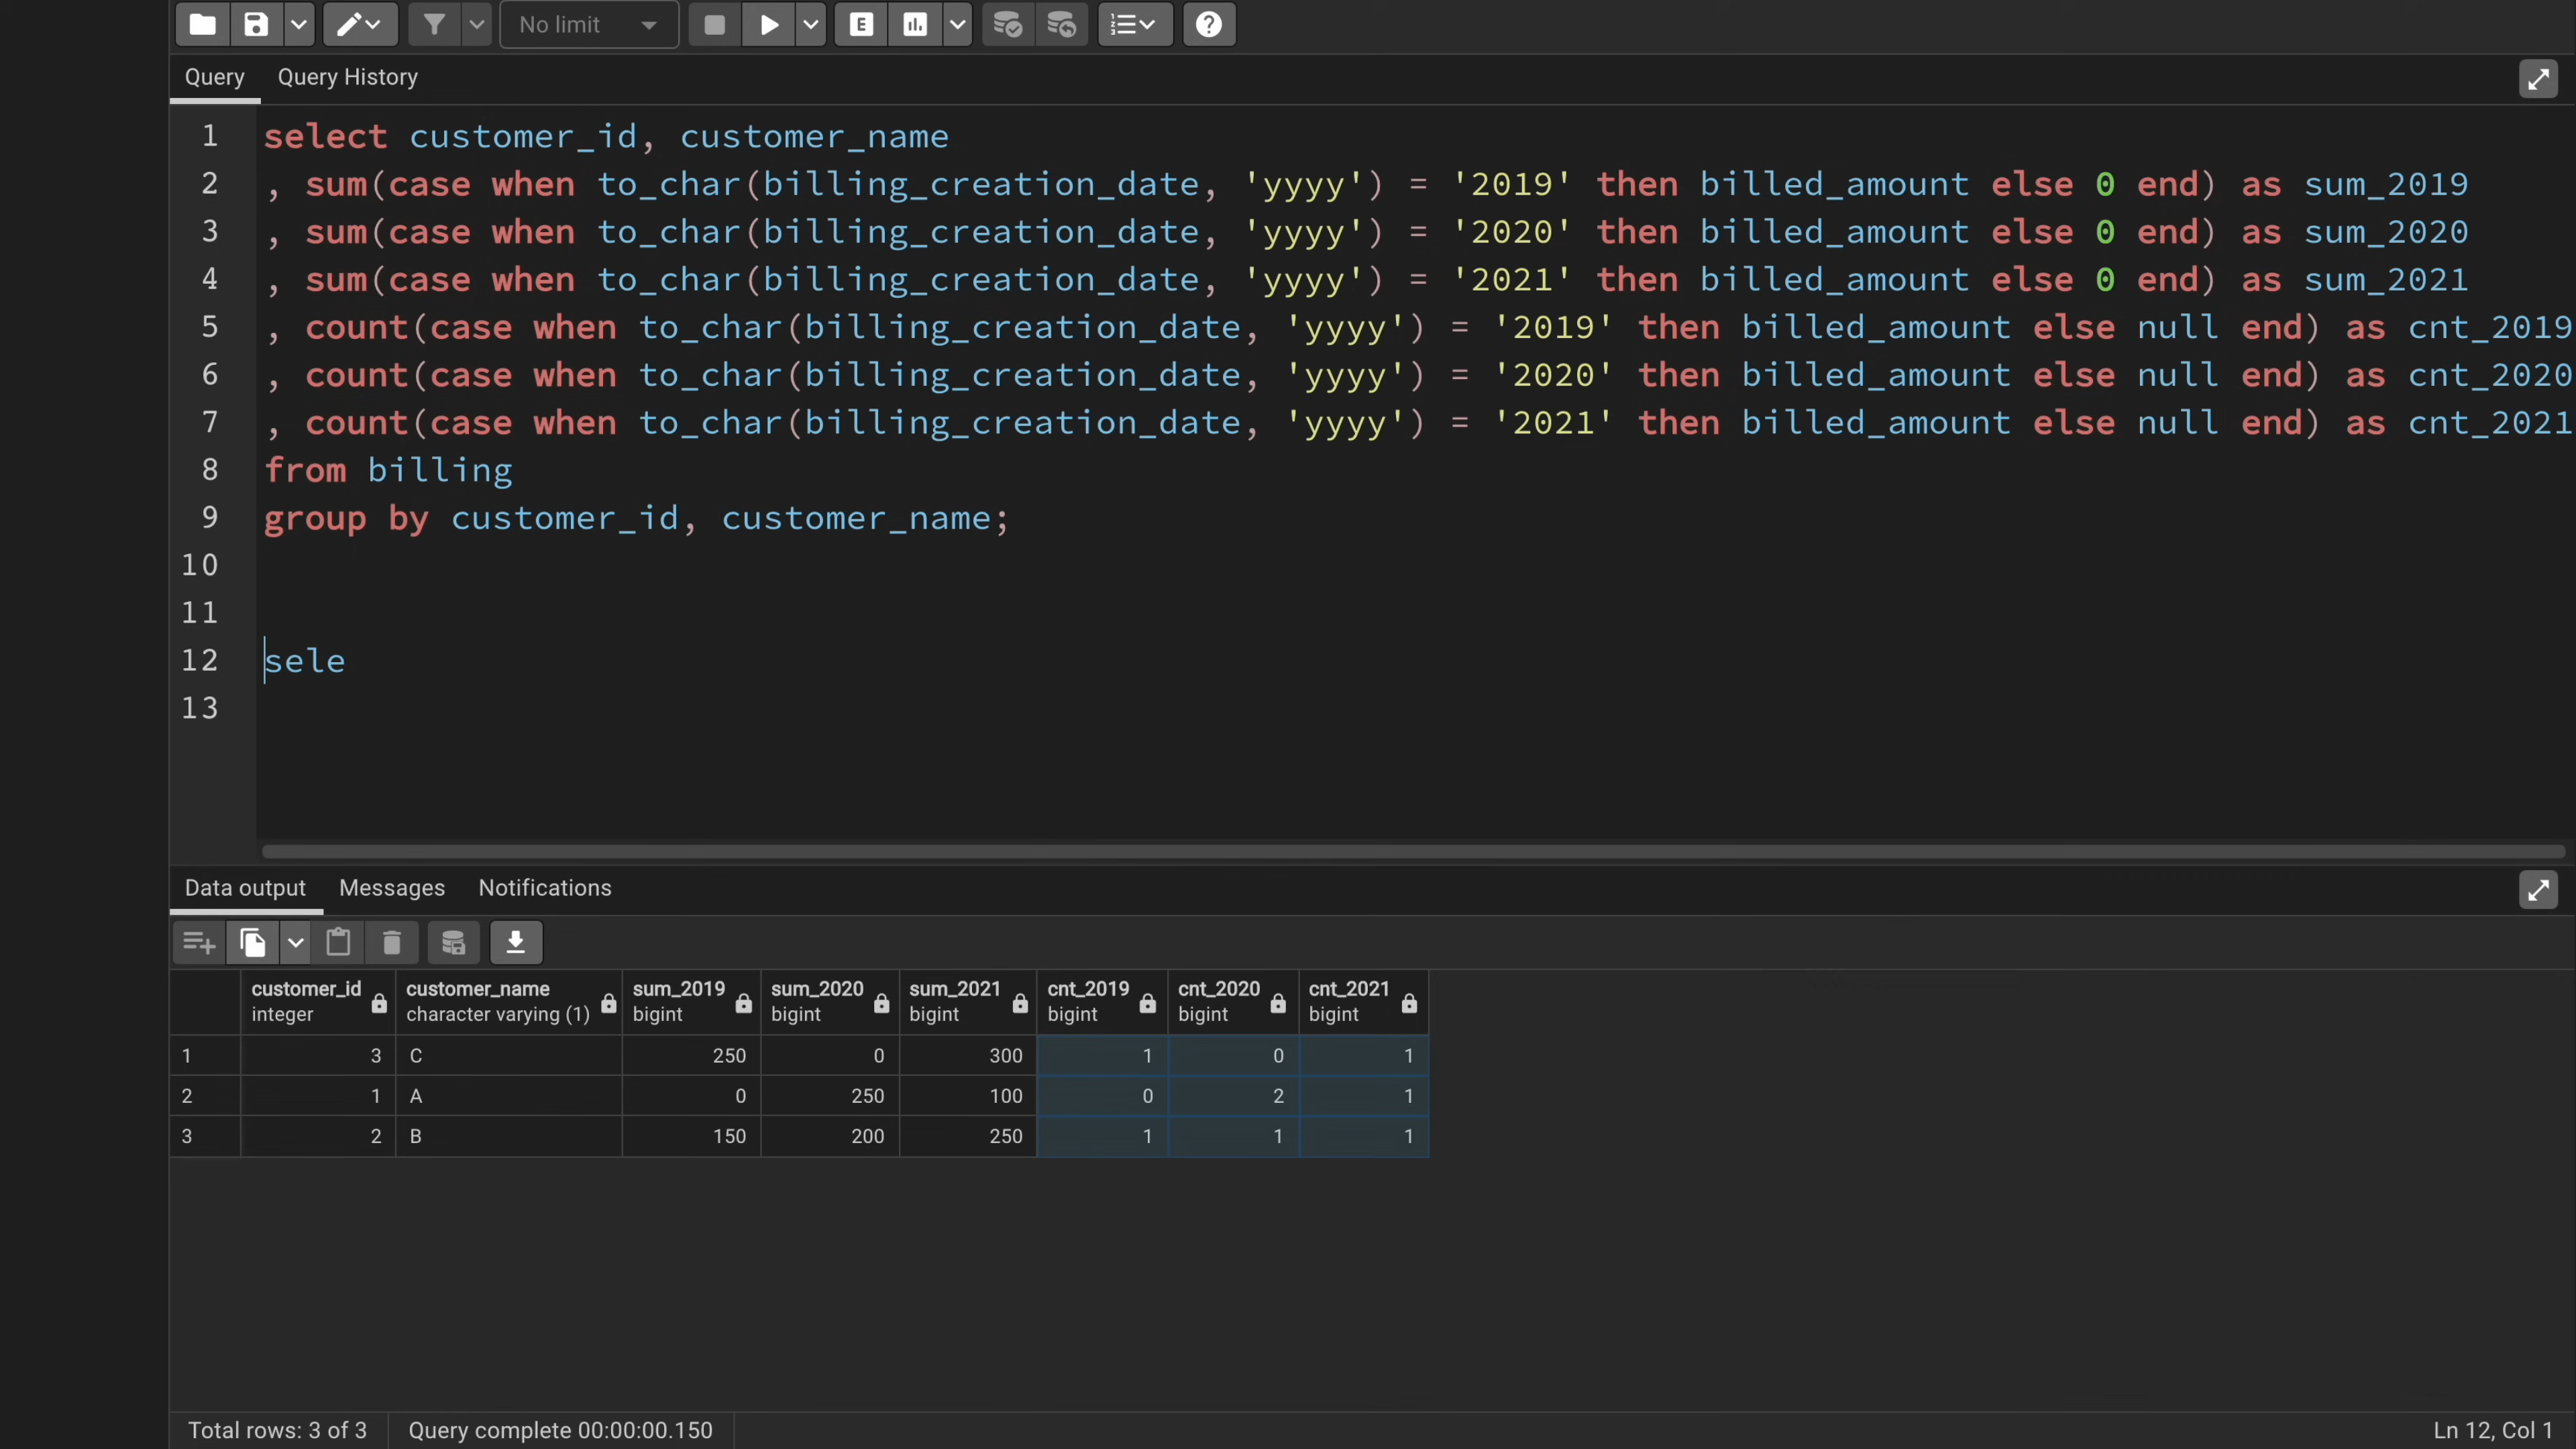 No limit
E
Query Query History
1 select customer_id, customer_name
2 , sum(case when to_char(billing_creation_date, 'yyyy') = '2019' then billed_amount else 0 end) as sum_2019
3 , sum(case when to_char(billing_creation_date, 'yyyy') = '2020' then billed_amount else 0 end) as sum_2020
4 , sum(case when to_char(billing_creation_date, 'yyyy') = '2021' then billed_amount else 0 end) as sum_2021
5 , count(case when to_char(billing_creation_date, 'yyyy') = '2019' then billed_amount else null end) as cnt_2019
6 , count(case when to_char(billing_creation_date, 'yyyy') = '2020' then billed_amount else null end) as cnt_2020
7 , count(case when to_char(billing_creation_date, 'yyyy') = '2021' then billed_amount else null end) as cnt_2021
8 from billing
9 group by customer_id, customer_name;
10
11
12 sele
13
Data output Messages Notifications
customer_id customer_name sum_2019 sum_2020 sum_2021 cnt_2019 cnt_2020 cnt_2021
integer character varying (1) bigint bigint bigint bigint bigint bigint
1 3 C 250 0 300 1 0 1
2 1 A 0 250 100 0 2 1
3 2 B 150 200 250 1 1 1
Total rows: 3 of 3 Query complete 00:00:00.150 Ln 12, Col 1